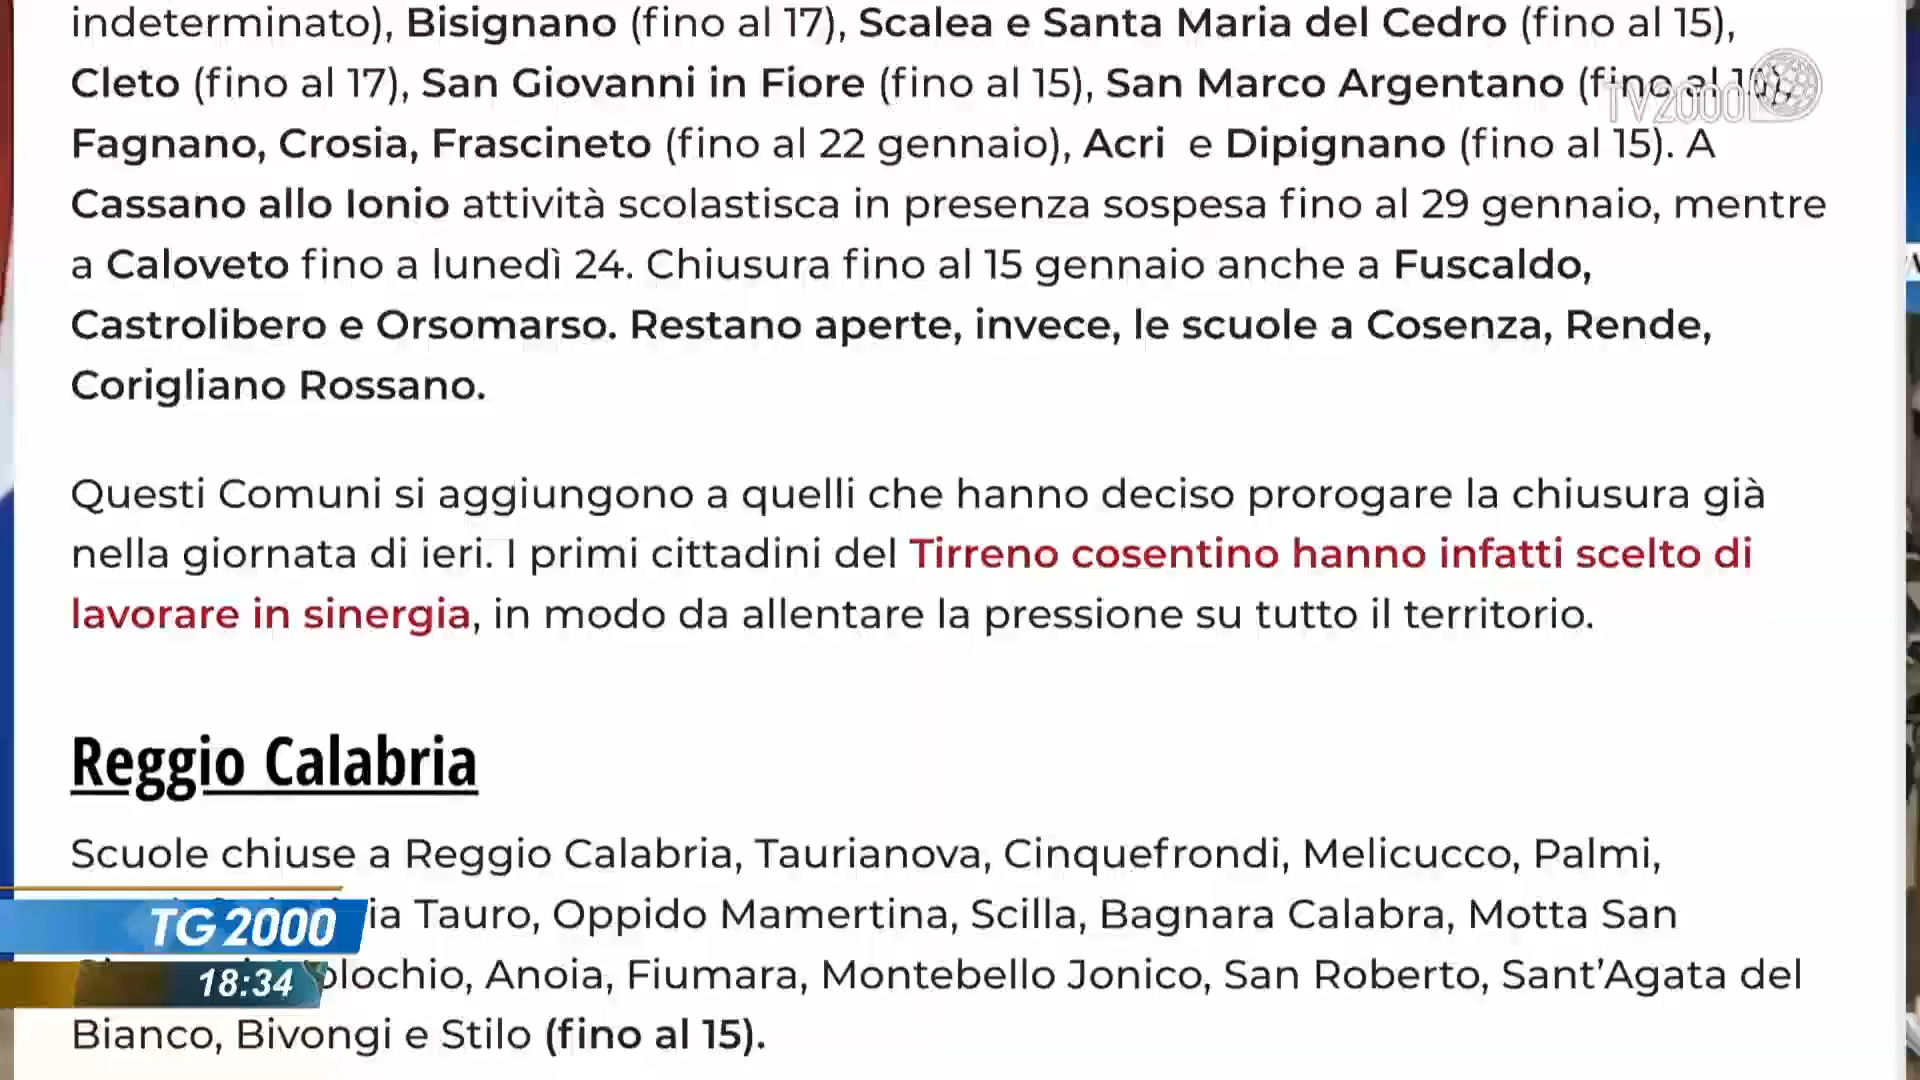 indeterminato), Bisignano (fino al 17), Scalea e Santa Maria del Cedro (fino al 15),
Cleto (fino al 17), San Giovanni in Fiore (fino al 15), San Marco Argentano (fino al
TV2000
Fagnano, Crosia, Frascineto (fino al 22 gennaio), Acri e Dipignano (fino al 15). A
Cassano allo Ionio attività scolastisca in presenza sospesa fino al 29 gennaio, mentre
a Caloveto fino a lunedì 24. Chiusura fino al 15 gennaio anche a Fuscaldo,
Castrolibero e Orsomarso. Restano aperte, invece, le scuole a Cosenza, Rende,
Corigliano Rossano.
Questi Comuni si aggiungono a quelli che hanno deciso prorogare la chiusura già
nella giornata di ieri. I primi cittadini del Tirreno cosentino hanno infatti scelto di
lavorare in sinergia, in modo da allentare la pressione su tutto il territorio.
Reggio Calabria
Scuole chiuse a Reggio Calabria, Taurianova, Cinquefrondi, Melicucco, Palmi,
Tauro, Oppido Mamertina, Scilla, Bagnara Calabra, Motta San
Anoia, Fiumara, Montebello Jonico, San Roberto, Sant'Agata del
Bianco, Bivongi e Stilo (fino al 15).
TG 2000
18:34